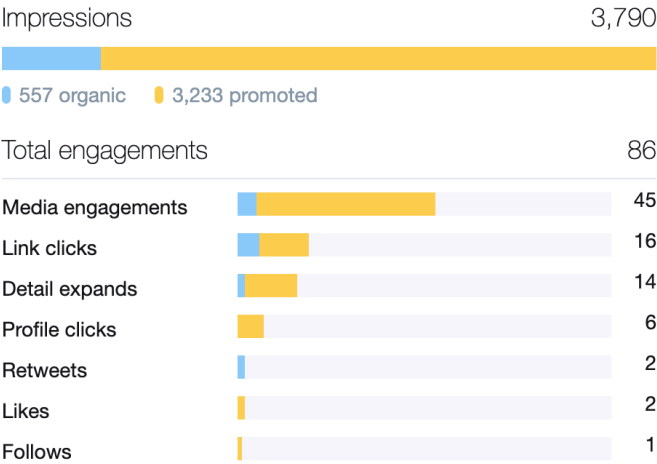 Impressions 3,790
557 organic 3,233 promoted
Total engagements 86
Media engagements 45
Link clicks 16
Detail expands 14
Profile clicks 6
Retweets 2
Likes 2
Follows 1